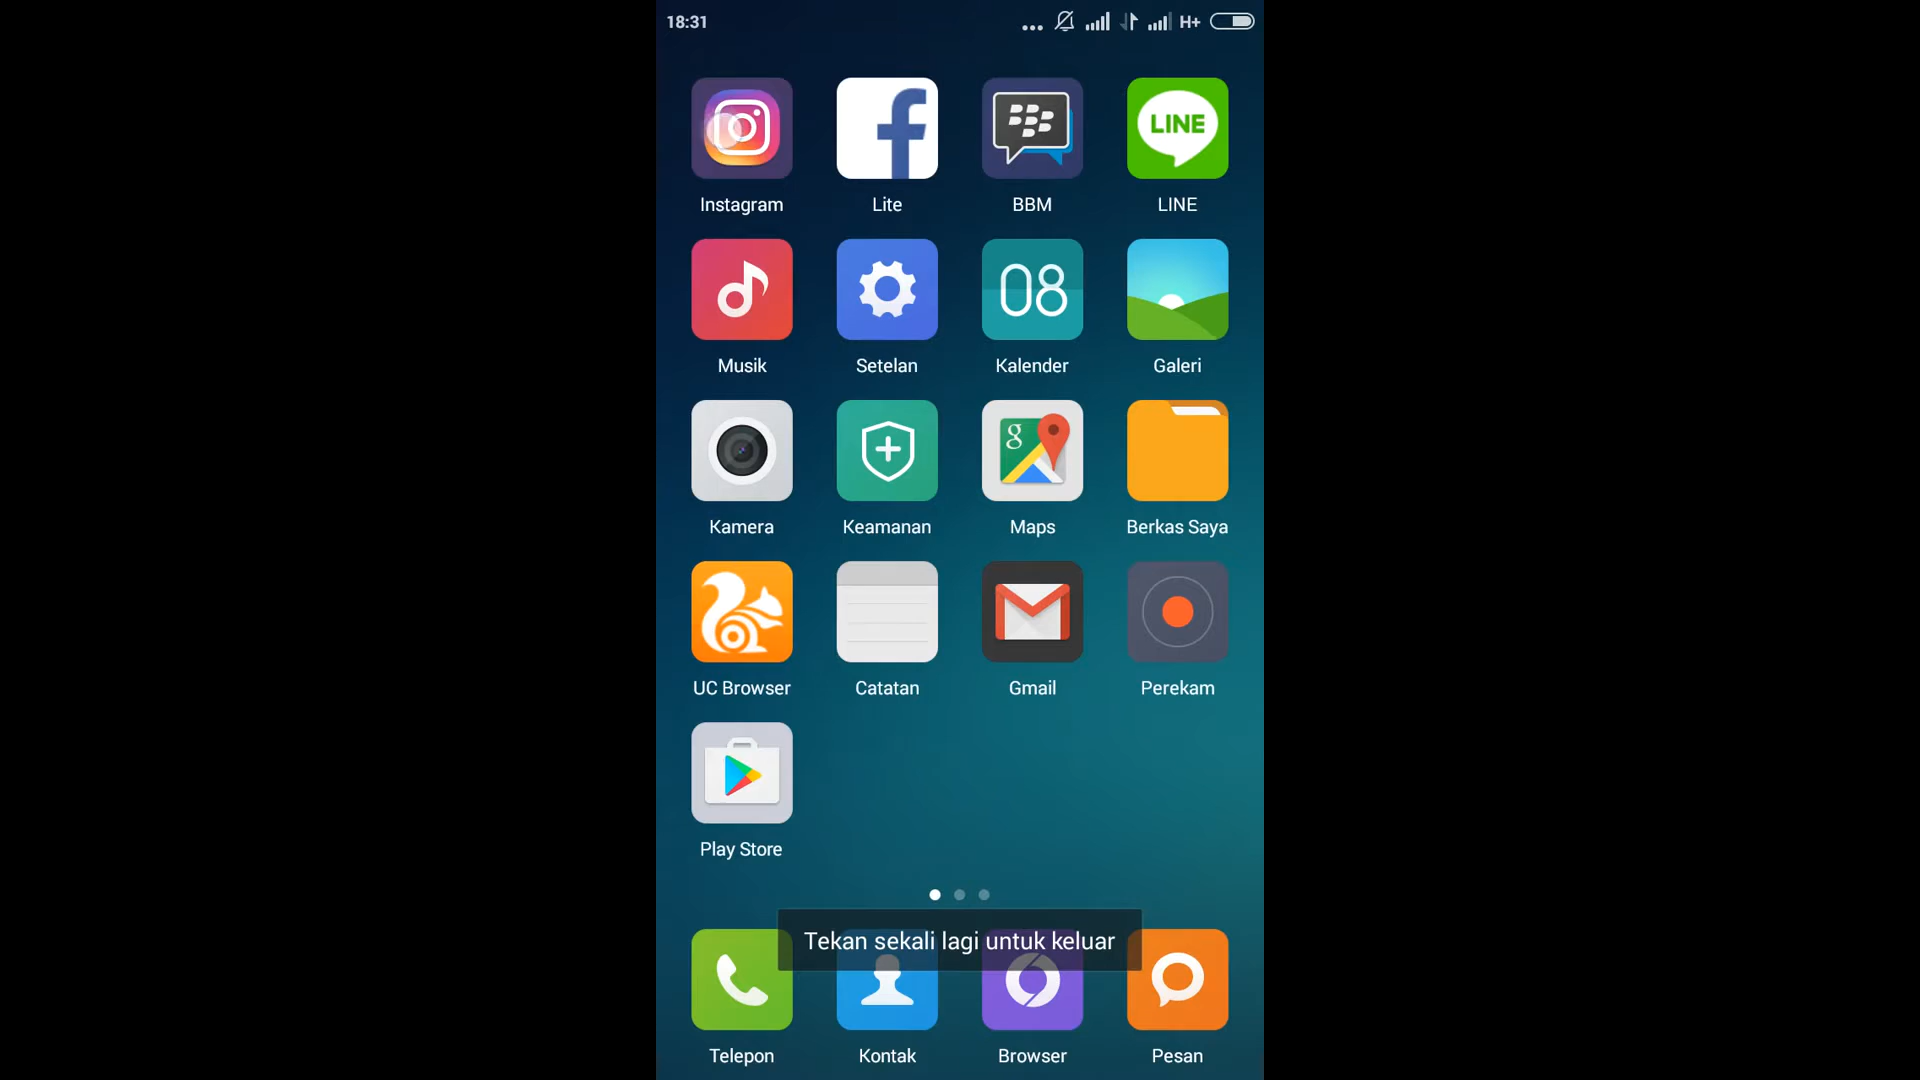 18:31
H+
LINE
Instagram
Lite
BBM
LINE
08
Musik
Setelan
Kalender
Galeri
g
Kamera
Keamanan
Maps
Berkas Saya
UC Browser
Catatan
Gmail
Perekam
Play Store
Tekan sekali lagi untuk keluar
Telepon
Kontak
Browser
Pesan